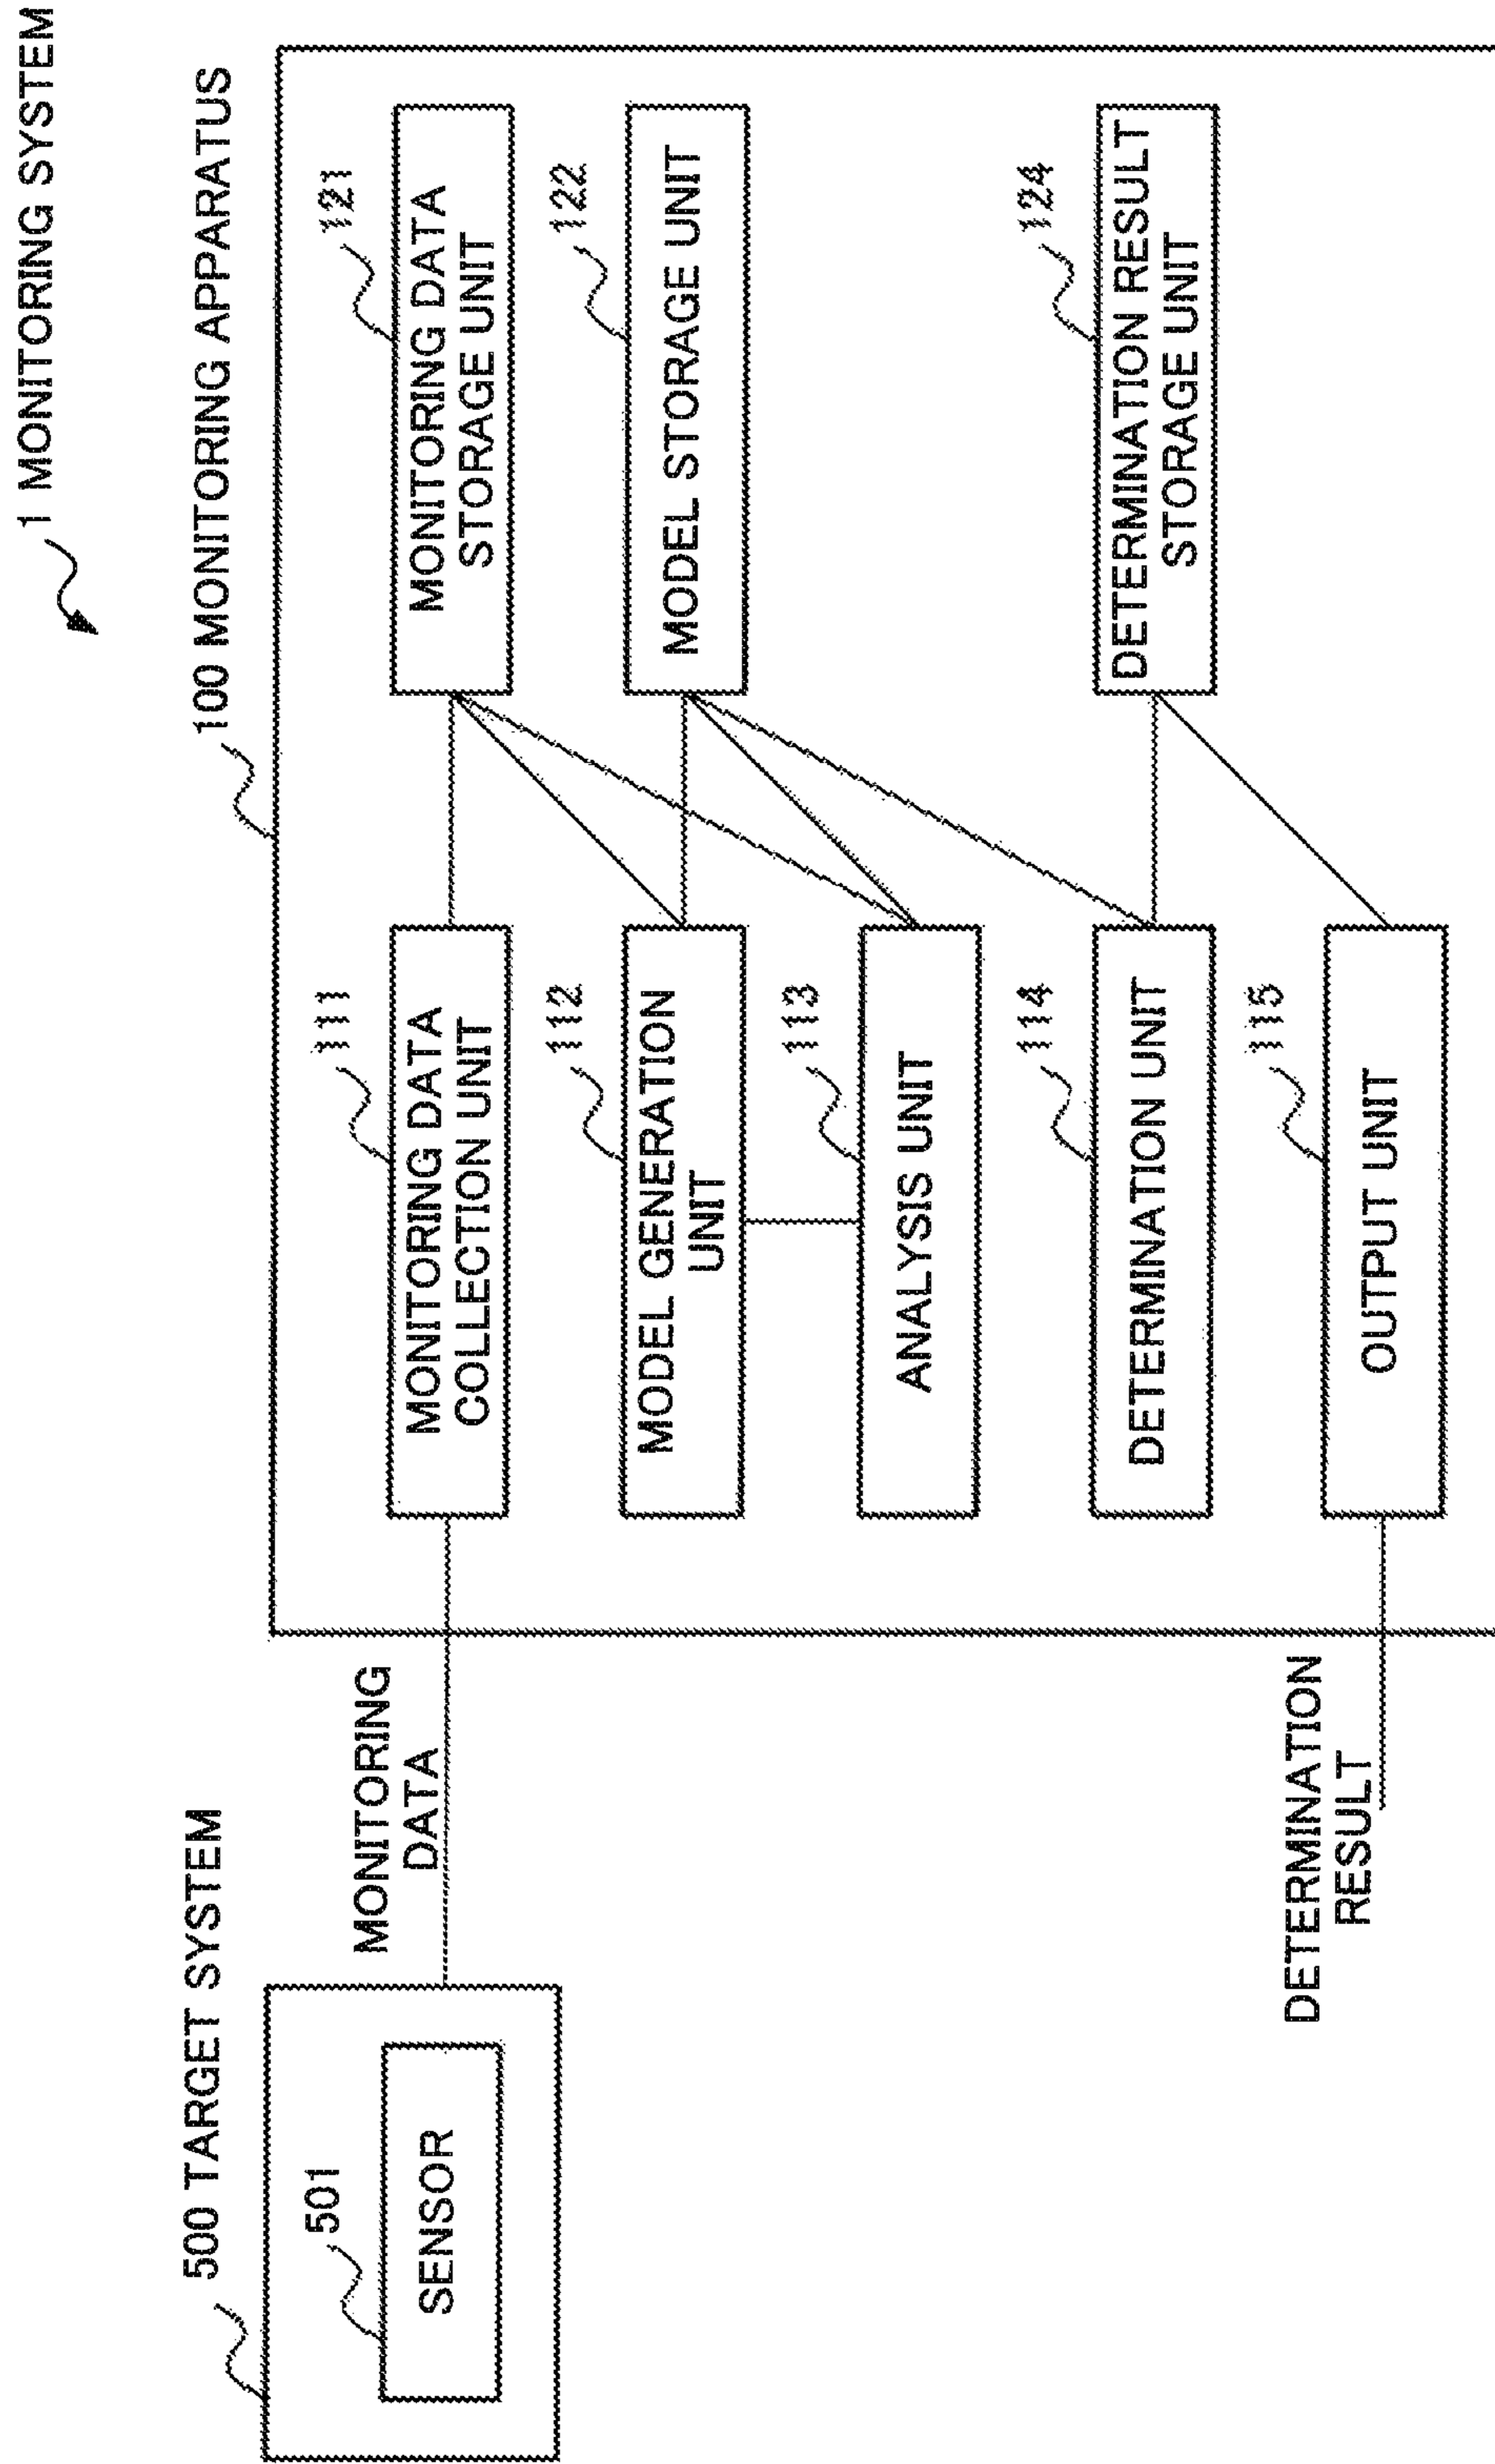 1 MONITORING SYSTEM
100 MONITORING APPARATUS
500 TARGET SYSTEM
501
SENSOR
MONITORING
DATA
111
MONITORING DATA
COLLECTION UNIT
121
MONITORING DATA
STORAGE UNIT
112
MODEL GENERATION
UNIT
122
MODEL STORAGE UNIT
113
ANALYSIS UNIT
114
DETERMINATION UNIT
124
DETERMINATION RESULT
STORAGE UNIT
115
OUTPUT UNIT
DETERMINATION
RESULT